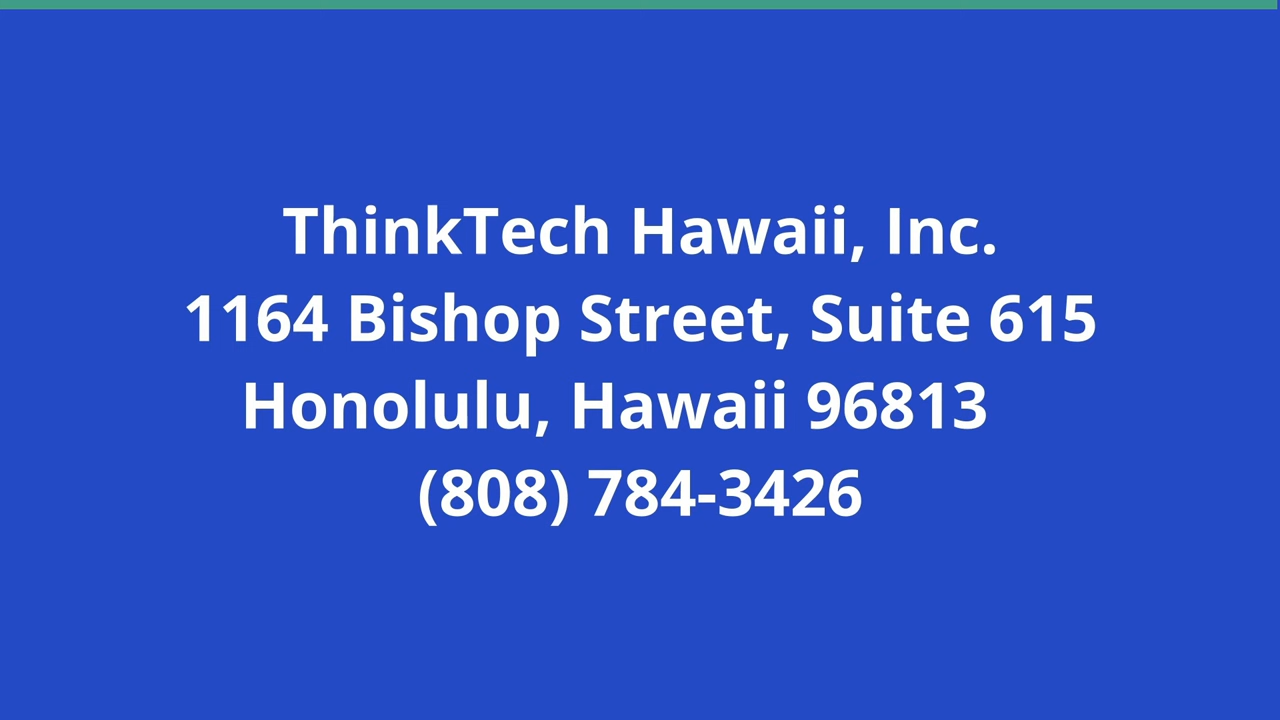 ThinkTech Hawaii, Inc.
1164 Bishop Street, Suite 615
Honolulu, Hawaii 96813
(808) 784-3426